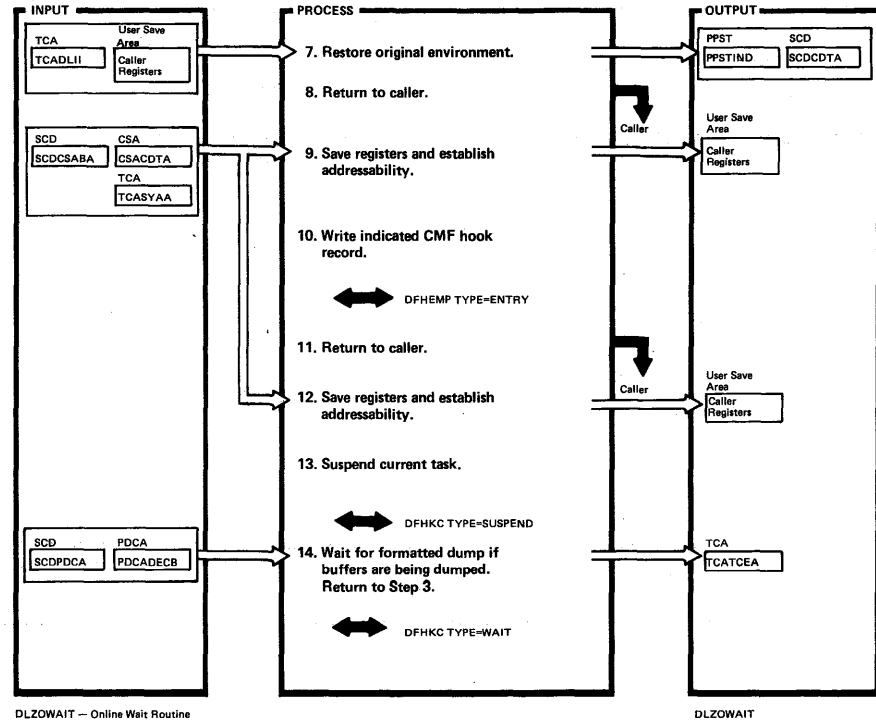 INPUT
PROCESS
OUTPUT
TCA
User Save
Area
TCADLII
Caller
Registers
7. Restore original environment.
PPST
SCD
PPSTIND
SCDCDTA
8. Return to caller.
Caller
SCD
CSA
SCDCSABA
CSACDTA
TCA
TCASYAA
9. Save registers and establish
addressability.
User Save
Area
Caller
Registers
10. Write indicated CMF hook
record.
DFHEMP TYPE=ENTRY
11. Return to caller.
Caller
12. Save registers and establish
addressability.
User Save
Area
Caller
Registers
13. Suspend current task.
DFHKC TYPE=SUSPEND
SCD
PDCA
SCDPDCA
PDCADECB
14. Wait for formatted dump if
buffers are being dumped.
Return to Step 3.
TCA
TCATCEA
DFHKC TYPE=WAIT
DLZOWAIT — Online Wait Routine
DLZOWAIT